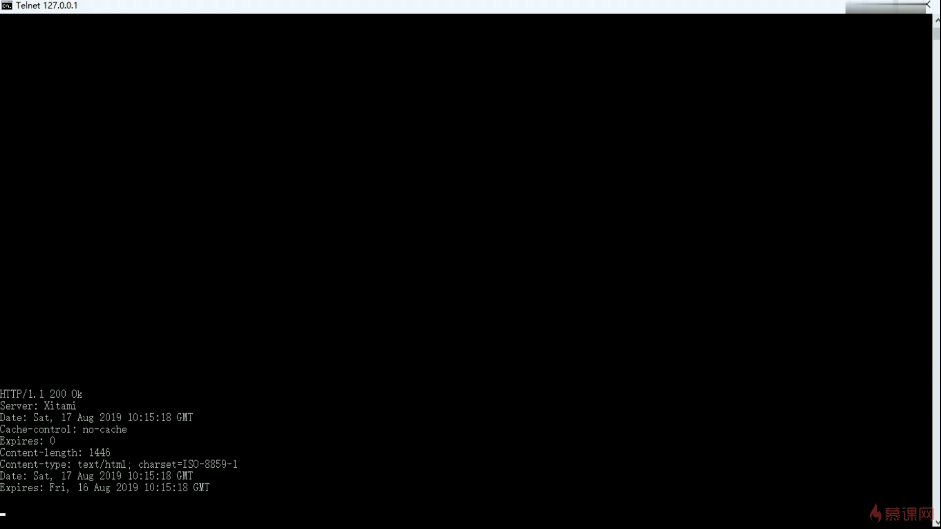 Telnet 127.0.0.1
HTTP/1.1 200 Ok
Server: Xitami
Date: Sat, 17 Aug 2019 10:15:18 GMT
Cache-control: no-cache
Expires: 0
Content-length: 1446
Content-type: text/html; charset=ISO-8859-1
Date: Sat, 17 Aug 2019 10:15:18 GMT
Expires: Fri, 16 Aug 2019 10:15:18 GMT
慕课网